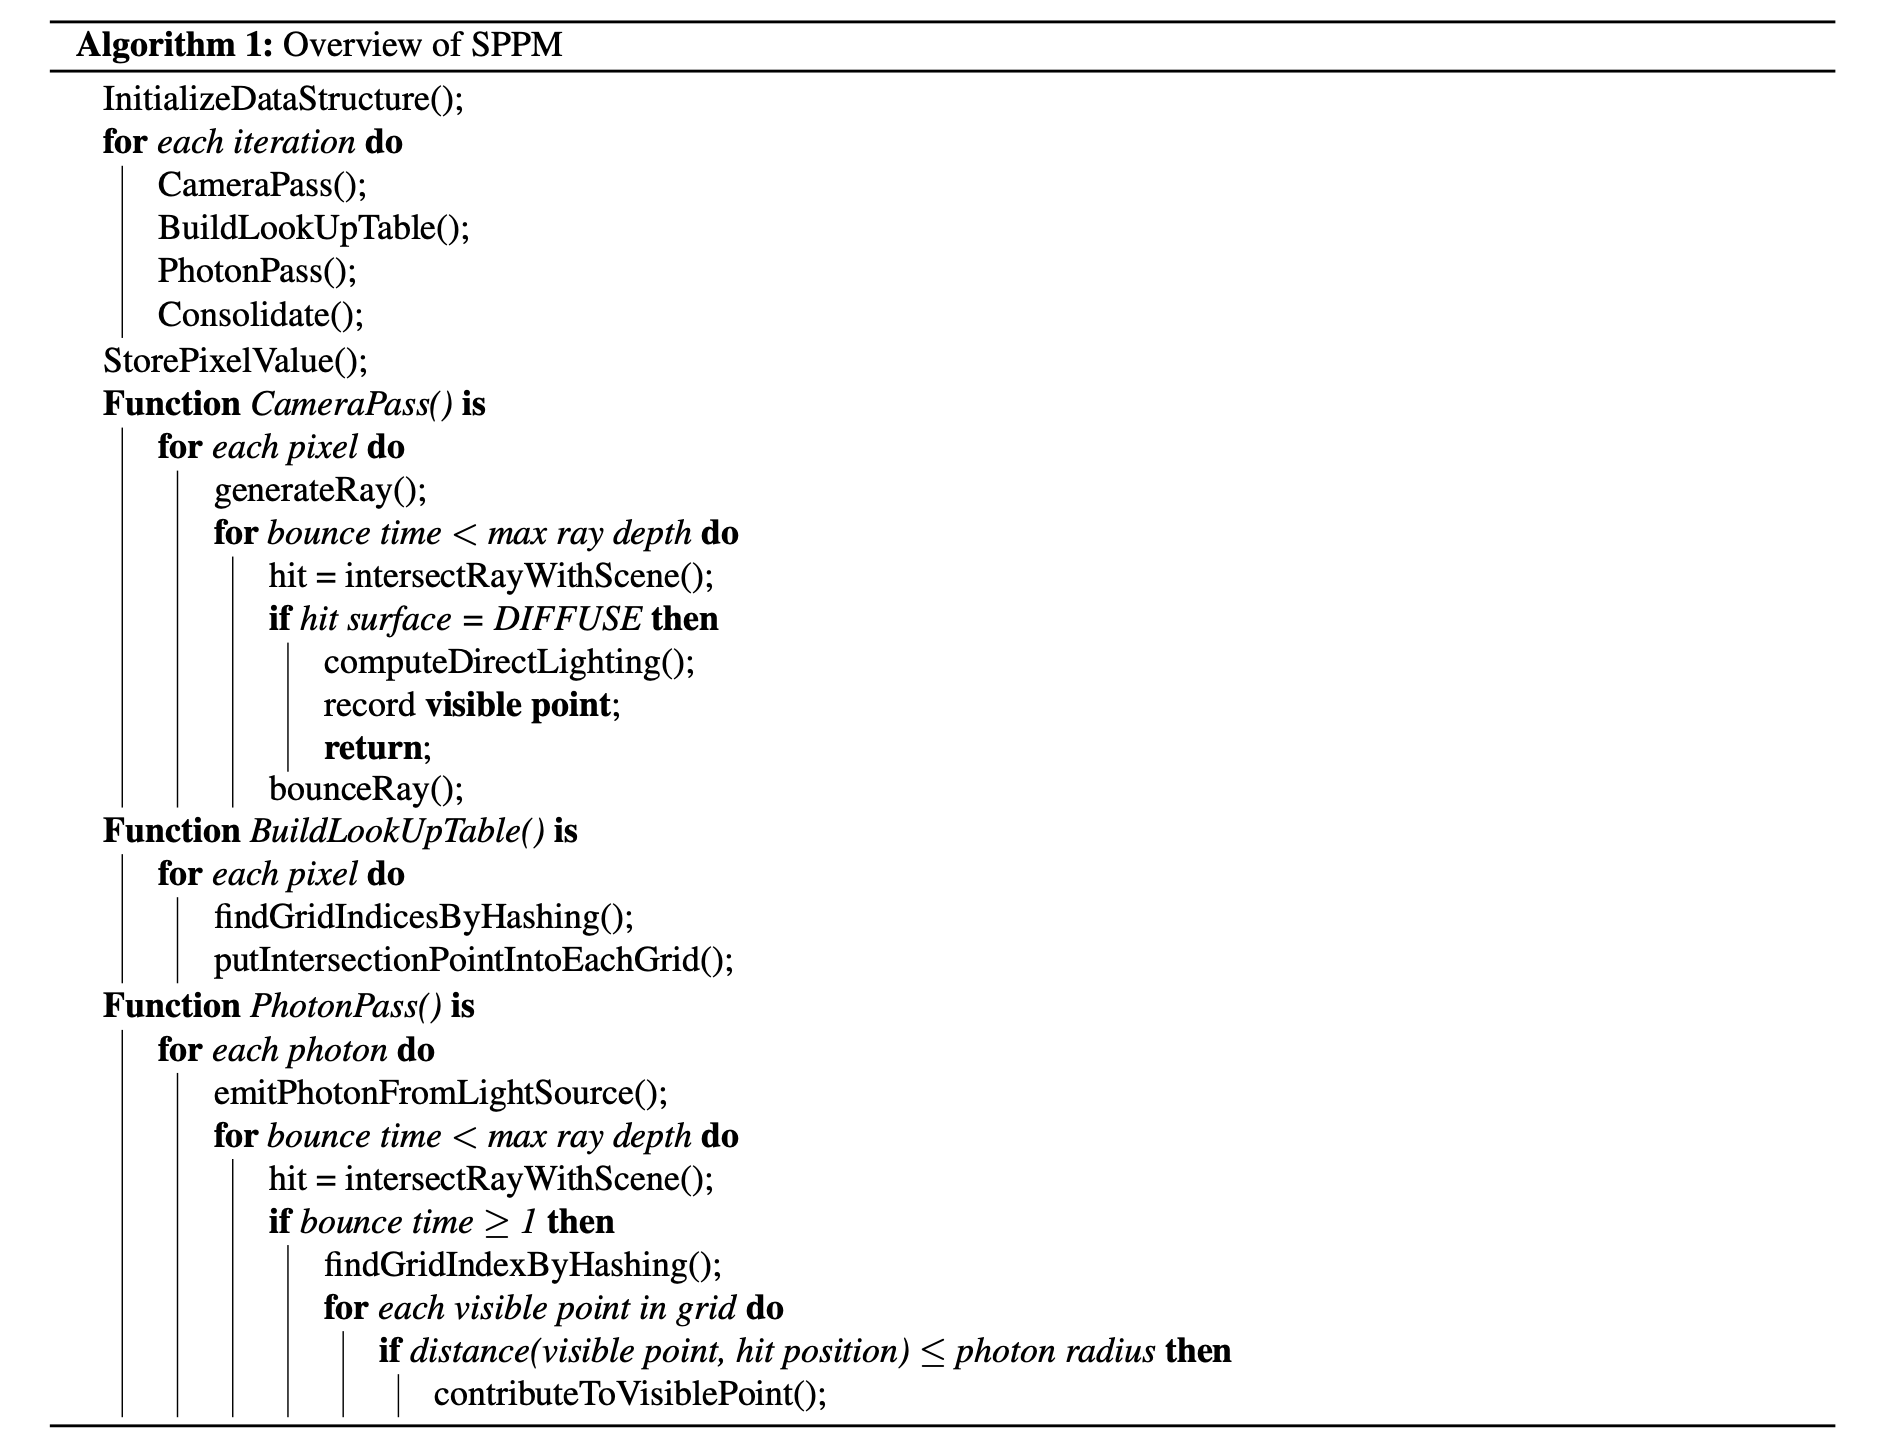 Algorithm 1: Overview of SPPM
InitializeDataStructure();
for each iteration do
CameraPass();
BuildLookUpTable();
PhotonPass();
Consolidate();
StorePixelValue();
Function CameraPass() is
for each pixel do
generateRay();
for bounce time < max ray depth do
hit = intersectRayWithScene();
if hit surface = DIFFUSE then
computeDirectLighting();
record visible point;
return;
bounceRay();
Function BuildLookUpTable() is
for each pixel do
findGridIndicesByHashing();
putIntersectionPointIntoEachGrid();
Function PhotonPass() is
for each photon do
emitPhotonFromLightSource();
for bounce time < max ray depth do
hit = intersectRayWithScene();
if bounce time ≥ 1 then
findGridIndexByHashing();
for each visible point in grid do
if distance(visible point, hit position) ≤ photon radius then
contributeToVisiblePoint();